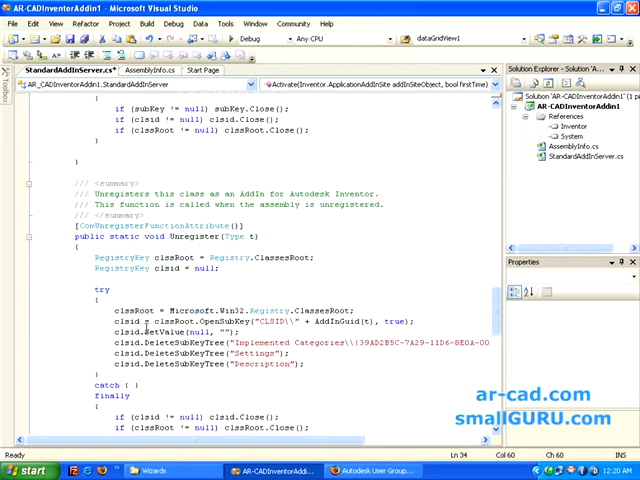 AR-CADInventorAddin1 - Microsoft Visual Studio
File Edit View Refactor Project Build Debug Data Tools Window Community Help
Debug Any CPU dataGridView1
StandardAddInServer.cs* AssemblyInfo.cs Start Page
AR_CADInventorAddin1.StandardAddInServer Activate(Inventor.ApplicationAddInSite addInSiteObject, bool firstTime)
Toolbox
{
if (subKey != null) subKey.Close();
if (clsid != null) clsid.Close();
if (clssRoot != null) clssRoot.Close();
}
}
/// <summary>
/// Unregisters this class as an AddIn for Autodesk Inventor.
/// This function is called when the assembly is unregistered.
/// </summary>
[ComUnregisterFunctionAttribute()]
public static void Unregister(Type t)
{
RegistryKey clssRoot = Registry.ClassesRoot;
RegistryKey clsid = null;
try
{
clssRoot = Microsoft.Win32.Registry.ClassesRoot;
clsid = clssRoot.OpenSubKey("CLSID\\" + AddInGuid(t), true);
clsid.SetValue(null, "");
clsid.DeleteSubKeyTree("Implemented Categories\\{39AD2B5C-7A29-11D6-8E0A-00
clsid.DeleteSubKeyTree("Settings");
clsid.DeleteSubKeyTree("Description");
}
catch { }
finally
{
if (clsid != null) clsid.Close();
if (clssRoot != null) clssRoot.Close();
Solution Explorer - Solution 'A...
Solution 'AR-CADInventorAddin1' (1 p
AR-CADInventorAddin1
References
Inventor
System
AssemblyInfo.cs
StandardAddInServer.cs
Properties
ar-cad.com
smallGURU.com
Ready Ln 34 Col 60 Ch 60
start Wizards AR-CADInventorAddi... Autodesk User Group... 12:20 AM